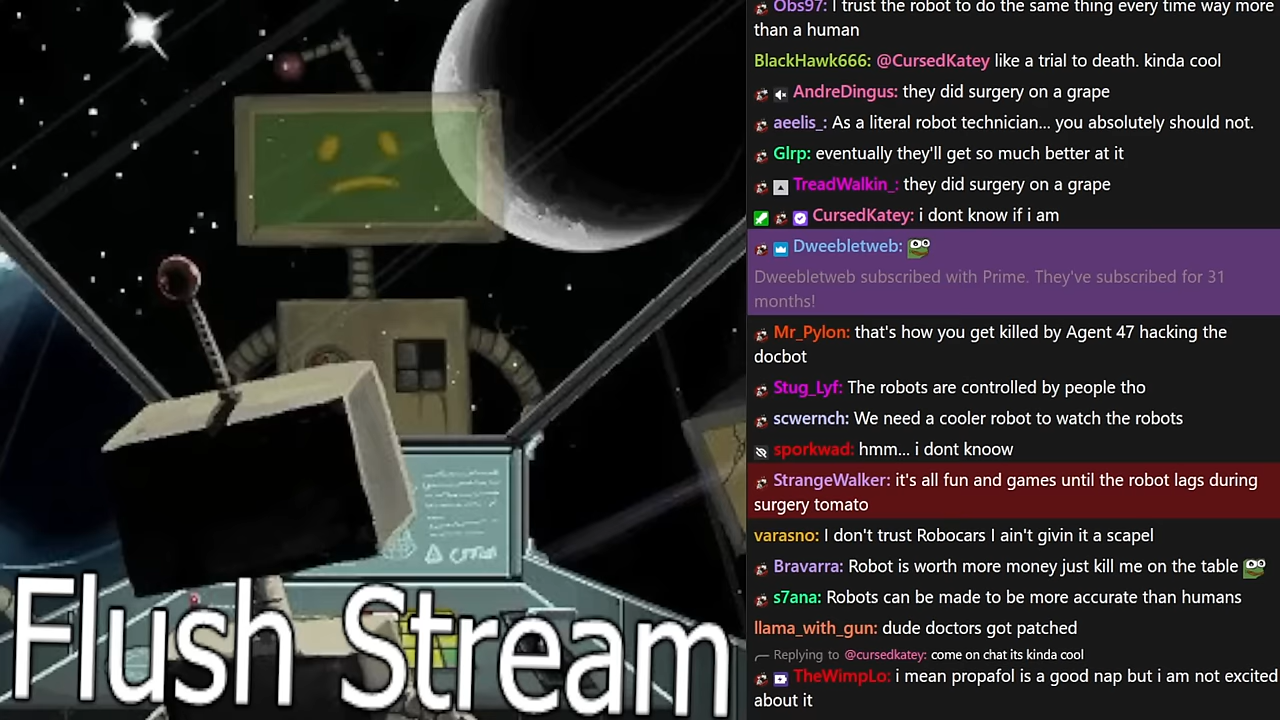 Obs97: I trust the robot to do the same thing every time way more
than a human
BlackHawk666: @CursedKatey like a trial to death. kinda cool
AndreDingus: they did surgery on a grape
aeelis_: As a literal robot technician... you absolutely should not.
Glrp: eventually they'll get so much better at it
TreadWalkin_: they did surgery on a grape
CursedKatey: i dont know if i am
Dweebletweb:
Dweebletweb subscribed with Prime. They've subscribed for 31
months!
Mr_Pylon: that's how you get killed by Agent 47 hacking the
docbot
Stug_Lyf: The robots are controlled by people tho
scwernch: We need a cooler robot to watch the robots
sporkwad: hmm... i dont knoow
StrangeWalker: it's all fun and games until the robot lags during
surgery tomato
varasno: I don't trust Robocars I ain't givin it a scapel
Bravarra: Robot is worth more money just kill me on the table
s7ana: Robots can be made to be more accurate than humans
llama_with_gun: dude doctors got patched
Replying to @cursedkatey: come on chat its kinda cool
TheWimpLo: i mean propafol is a good nap but i am not excited
about it
Flush Stream